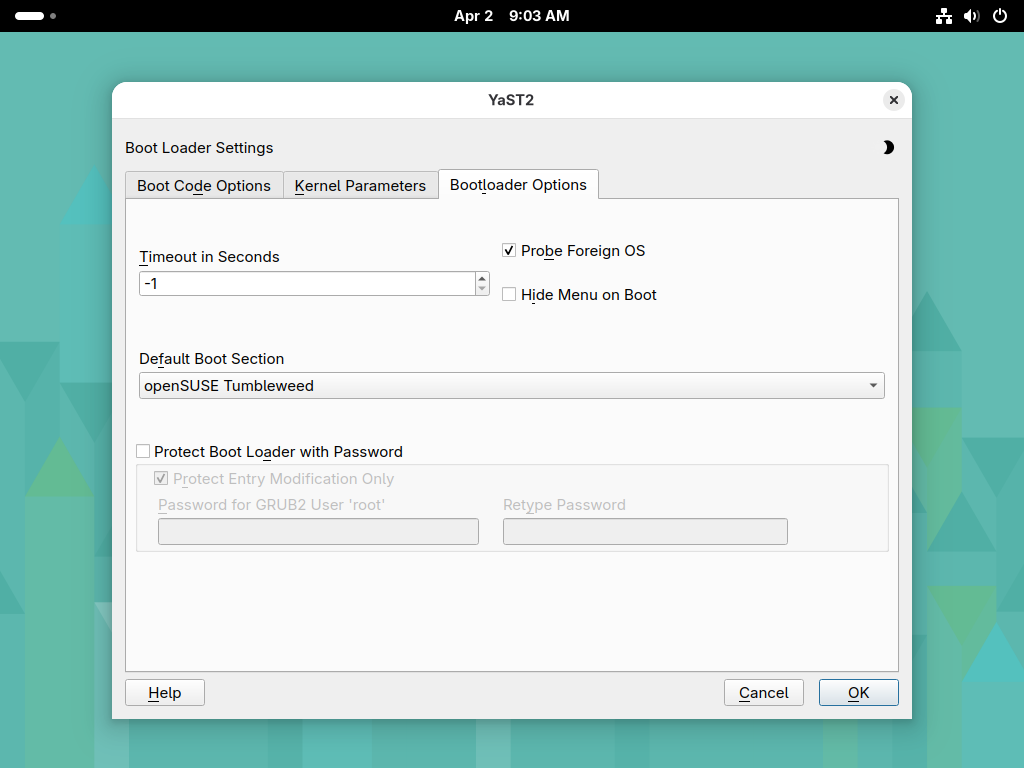 Apr 2 9:03 AM
YaST2
Boot Loader Settings
Boot Code Options Kernel Parameters Bootloader Options
Timeout in Seconds
-1
Probe Foreign OS
Hide Menu on Boot
Default Boot Section
openSUSE Tumbleweed
Protect Boot Loader with Password
Protect Entry Modification Only
Password for GRUB2 User 'root' Retype Password
Help Cancel OK